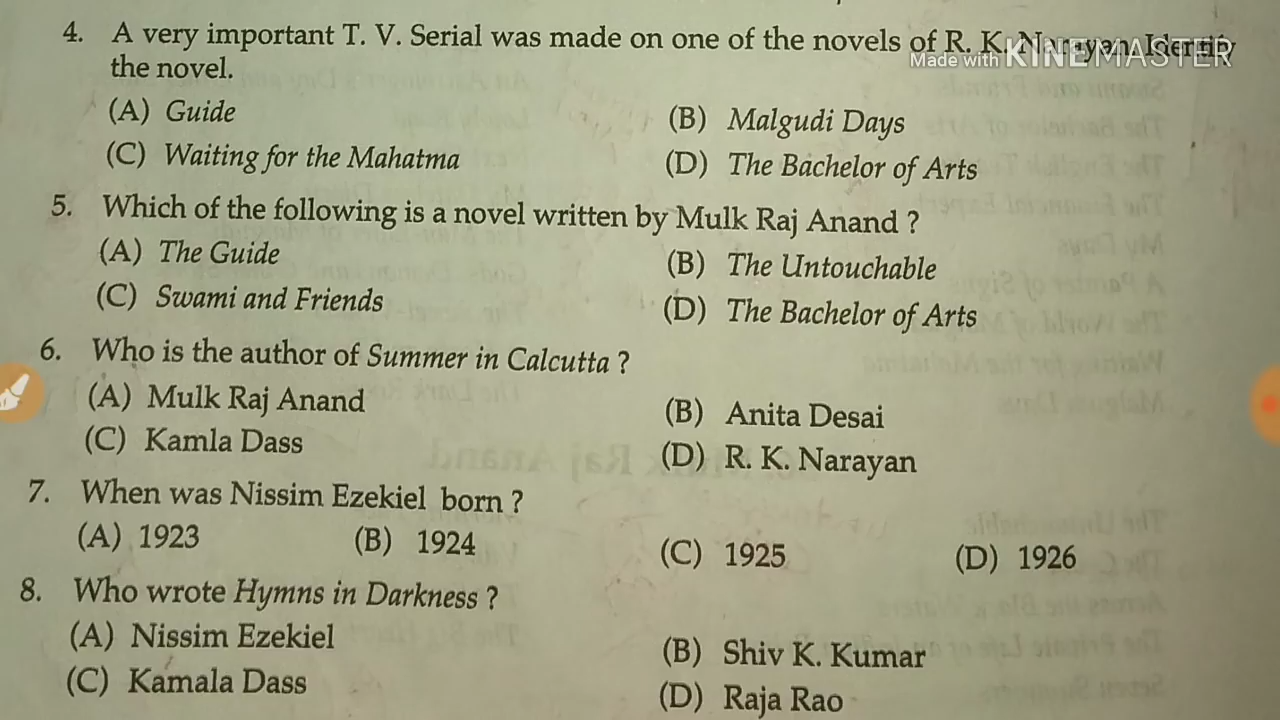 4. A very important T. V. Serial was made on one of the novels of R. K. Narayan. Identify
Made with KINEMASTER
the novel.
(A) Guide (B) Malgudi Days
(C) Waiting for the Mahatma (D) The Bachelor of Arts
5. Which of the following is a novel written by Mulk Raj Anand ?
(A) The Guide (B) The Untouchable
(C) Swami and Friends (D) The Bachelor of Arts
6. Who is the author of Summer in Calcutta ?
(A) Mulk Raj Anand (B) Anita Desai
(C) Kamla Dass (D) R. K. Narayan
7. When was Nissim Ezekiel born ?
(A) 1923 (B) 1924 (C) 1925 (D) 1926
8. Who wrote Hymns in Darkness ?
(A) Nissim Ezekiel (B) Shiv K. Kumar
(C) Kamala Dass (D) Raja Rao